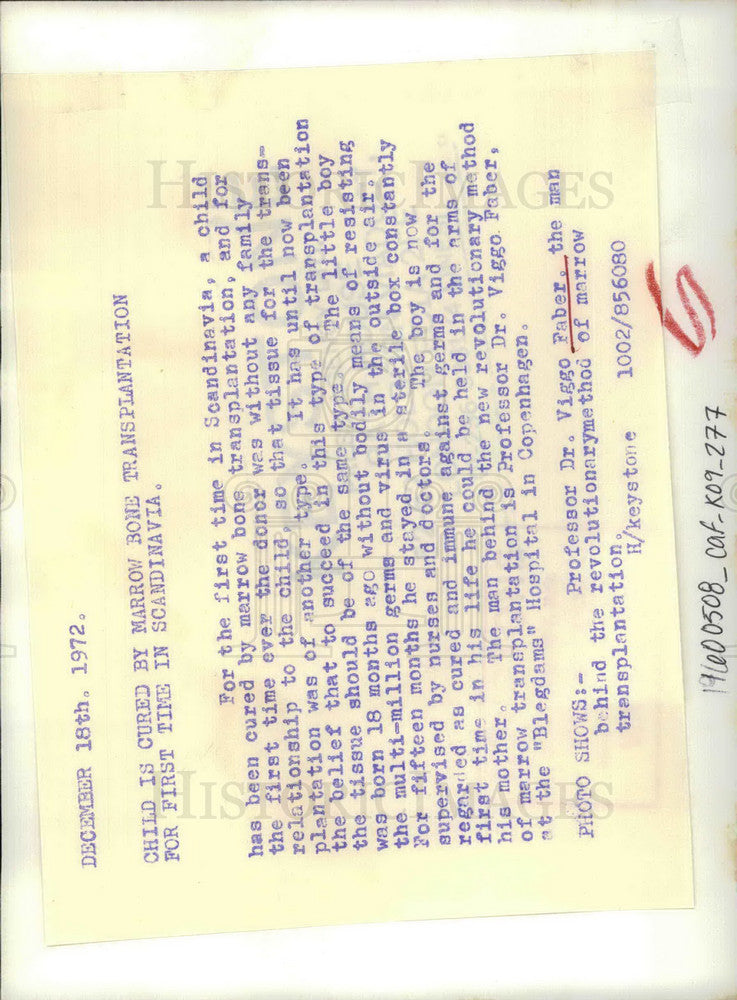 DECEMBER 18th. 1972.
CHILD IS CURED BY MARROW BONE TRANSPLANTATION
FOR FIRST TIME IN SCANDINAVIA.
For the first time in Scandinavia, a child
has been cured by marrow bone transplantation, and for
the first time ever the donor was without any family
relationship to the child, so that tissue for the trans-
plantation was of another type. It has until now been
the belief that to succeed in this type of transplantation
the tissue should be of the same type. The little boy
was born 18 months ago without bodily means of resisting
the multi-million germs and virus in the outside air.
For fifteen months he stayed in a sterile box constantly
supervised by nurses and doctors. The boy is now
regarded as cured and immune against germs and for the
first time in his life he could be held in the arms of
his mother. The man behind the new revolutionary method
of marrow transplantation is Professor Dr. Viggo Faber,
at the "Blegdams" Hospital in Copenhagen.
PHOTO SHOWS:- Professor Dr. Viggo Faber, the man
behind the revolutionarymethod of marrow
transplantation.
H/keystone 1002/856080
5
19600508_CAF-K09-277
HISTORIC IMAGES
HISTORIC IMAGES